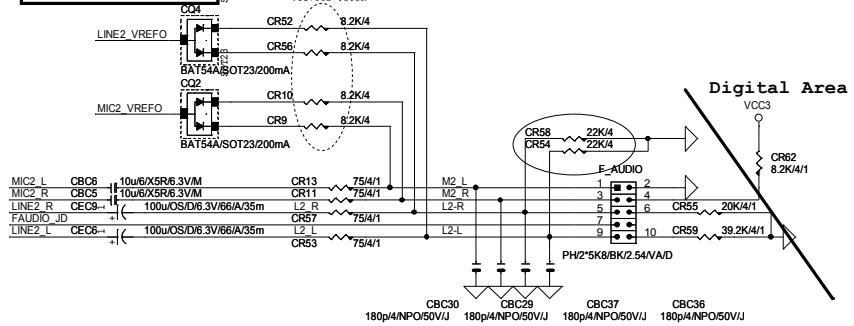 CQ4
CR52 8.2K/4
LINE2_VREFO
CR56 8.2K/4
BAT54A/SOT23/200mA
CQ2
CR10 8.2K/4
MIC2_VREFO
CR9 8.2K/4
BAT54A/SOT23/200mA
Digital Area
VCC3
CR58 22K/4
CR54 22K/4
CR62
8.2K/4/1
F_AUDIO
MIC2_L CBC6 10u/6/X5R/6.3V/M CR13 75/4/1 M2_L 1 2
MIC2_R CBC5 10u/6/X5R/6.3V/M CR11 75/4/1 M2_R 3 4
LINE2_R CEC9 100u/OS/D/6.3V/66/A/35m L2_R 75/4/1 L2-R 5 6 CR55 20K/4/1
FAUDIO_JD CR57 7
LINE2_L CEC6 100u/OS/D/6.3V/66/A/35m L2_L 75/4/1 L2-L 9 10 CR59 39.2K/4/1
CR53
PH/2*5K8/BK/2.54/VA/D
CBC30 CBC29 CBC37 CBC36
180p/4/NPO/50V/J 180p/4/NPO/50V/J 180p/4/NPO/50V/J 180p/4/NPO/50V/J